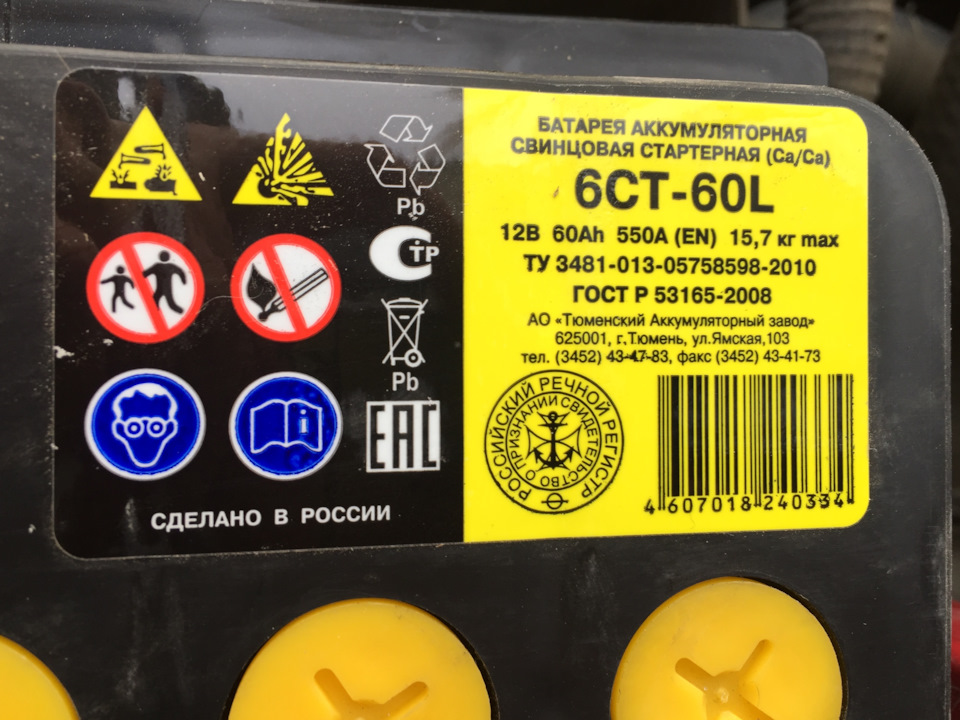 Pb
СТР
Pb
ЕАС
СДЕЛАНО В РОССИИ
БАТАРЕЯ АККУМУЛЯТОРНАЯ
СВИНЦОВАЯ СТАРТЕРНАЯ (Ca/Ca)
6СТ-60L
12В 60Ah 550A (EN) 15,7 кг max
ТУ 3481-013-05758598-2010
ГОСТ Р 53165-2008
АО «Тюменский Аккумуляторный завод»
625001, г.Тюмень, ул.Ямская,103
тел. (3452) 43-47-83, факс (3452) 43-41-73
РОССИЙСКИЙ РЕЧНОЙ РЕГИСТР
СВИДЕТЕЛЬСТВО О ПРИЗНАНИИ
4 607018 240334